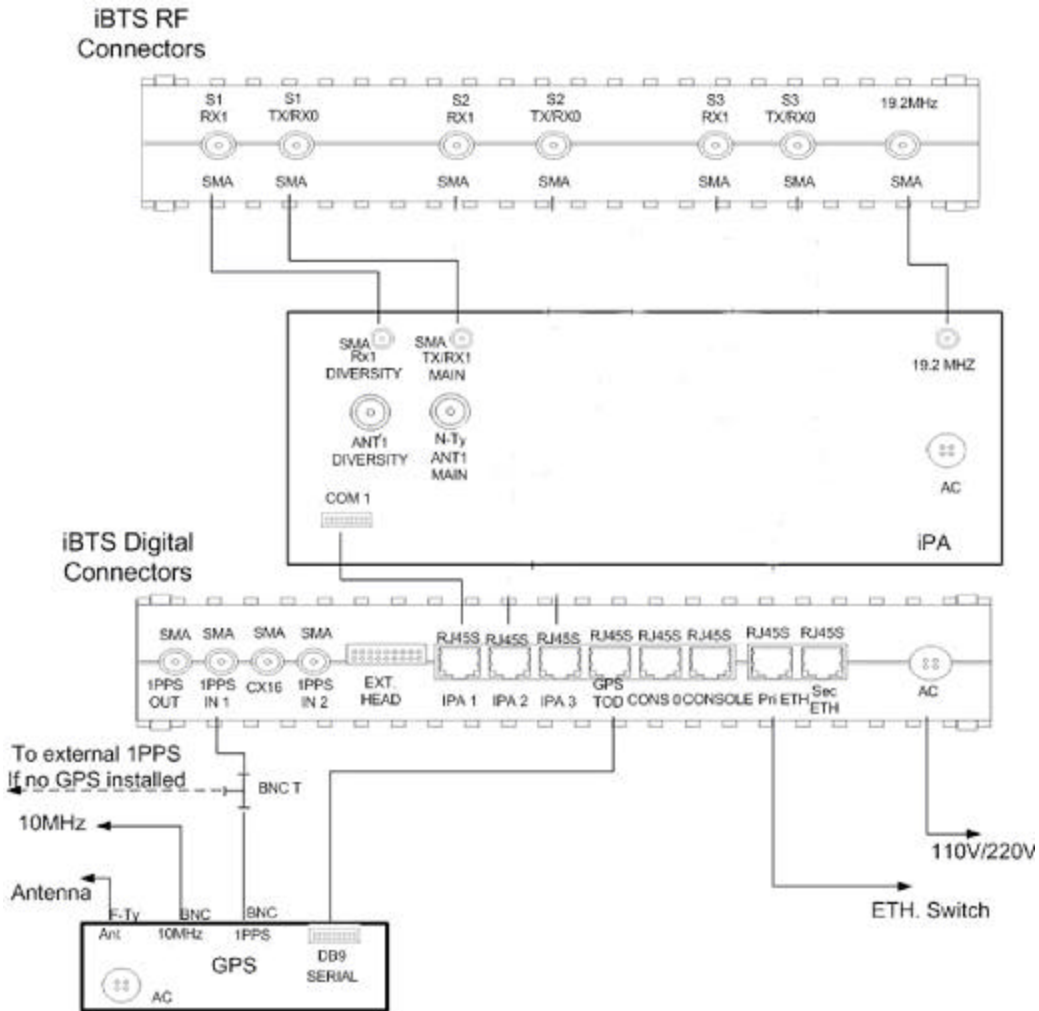 iBTS RF
Connectors
S1 S1 S2 S2 S3 S3 19.2MHz
RX1 TX/RX0 RX1 TX/RX0 RX1 TX/RX0
SMA SMA SMA SMA SMA SMA SMA
SMA SMA
Rx1 TX/RX1
DIVERSITY MAIN
19.2 MHZ
ANT1 N-Ty
DIVERSITY ANT1
MAIN
AC
COM 1
iPA
iBTS Digital
Connectors
SMA SMA SMA SMA RJ45S RJ45S RJ45S RJ45S RJ45S RJ45S RJ45S RJ45S
1PPS 1PPS CX16 1PPS EXT. GPS Sec AC
OUT IN 1 IN 2 HEAD IPA 1 IPA 2 IPA 3 TOD CONS 0 CONSOLE Pri ETH ETH
To external 1PPS
If no GPS installed
BNC T
10MHz
110V/220V
Antenna
ETH. Switch
F-Ty BNC BNC
Ant 10MHz 1PPS
GPS
DB9
SERIAL
AC